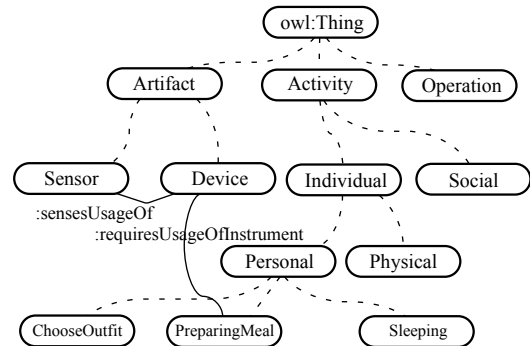 owl:Thing
Artifact
Activity
Operation
Sensor
Device
Individual
Social
:sensesUsageOf
:requiresUsageOfInstrument
Personal
Physical
ChooseOutfit
PreparingMeal
Sleeping